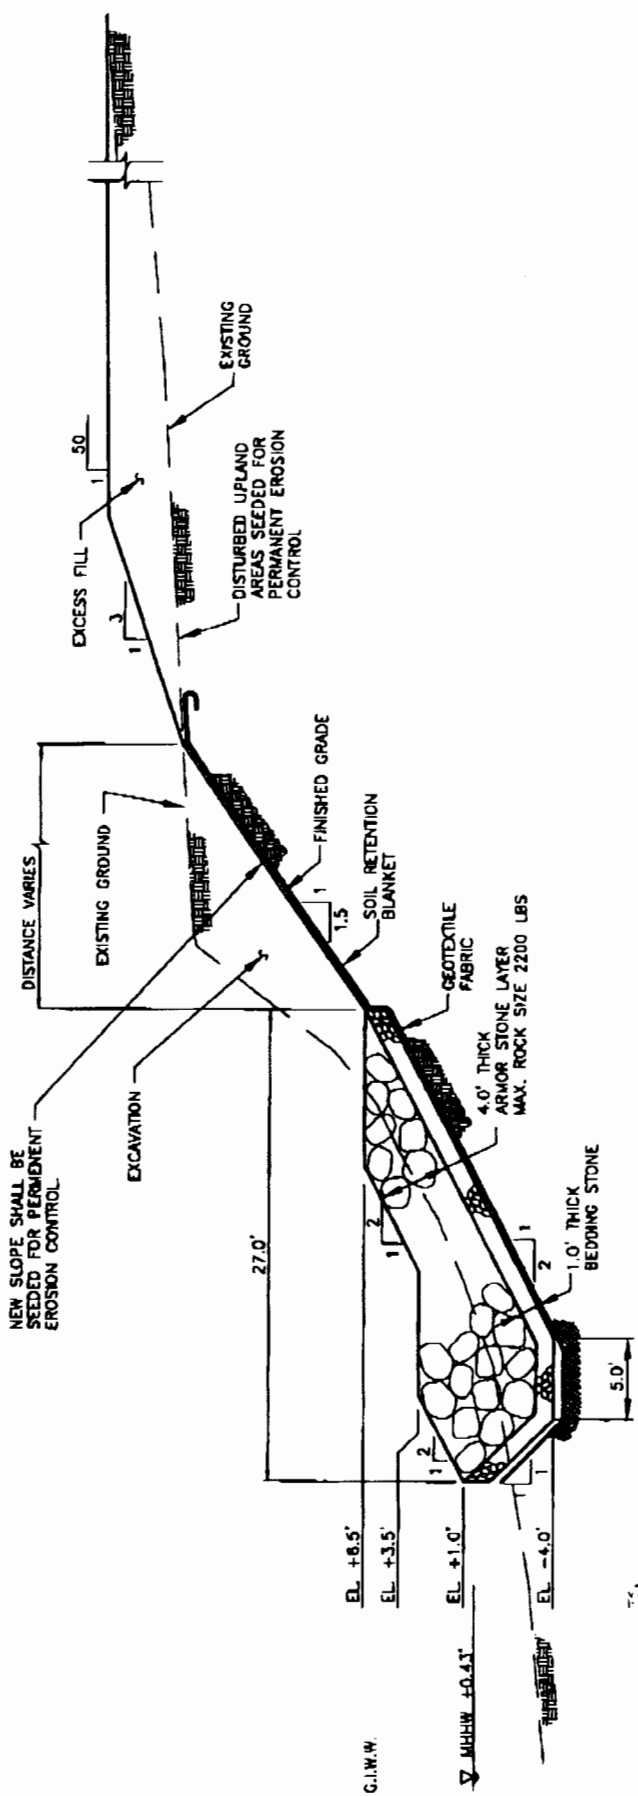 NEW SLOPE SHALL BE
SEEDED FOR PERMENENT
EROSION CONTROL
DISTANCE VARIES
EXISTING GROUND
EXCAVATION
27.0'
EXCESS FILL
50
1
3
1
EXISTING
GROUND
DISTURBED UPLAND
AREAS SEEDED FOR
PERMANENT EROSION
CONTROL
FINISHED GRADE
1
1.5
SOIL RETENTION
BLANKET
GEOTEXTILE
FABRIC
4.0' THICK
ARMOR STONE LAYER
MAX. ROCK SIZE 2200 LBS
2
1
1
2
1.0' THICK
BEDDING STONE
5.0'
2
1
1
1
EL +3.5'
EL +1.0'
EL -4.0'
G.I.W.W.
MHHW +0.43'